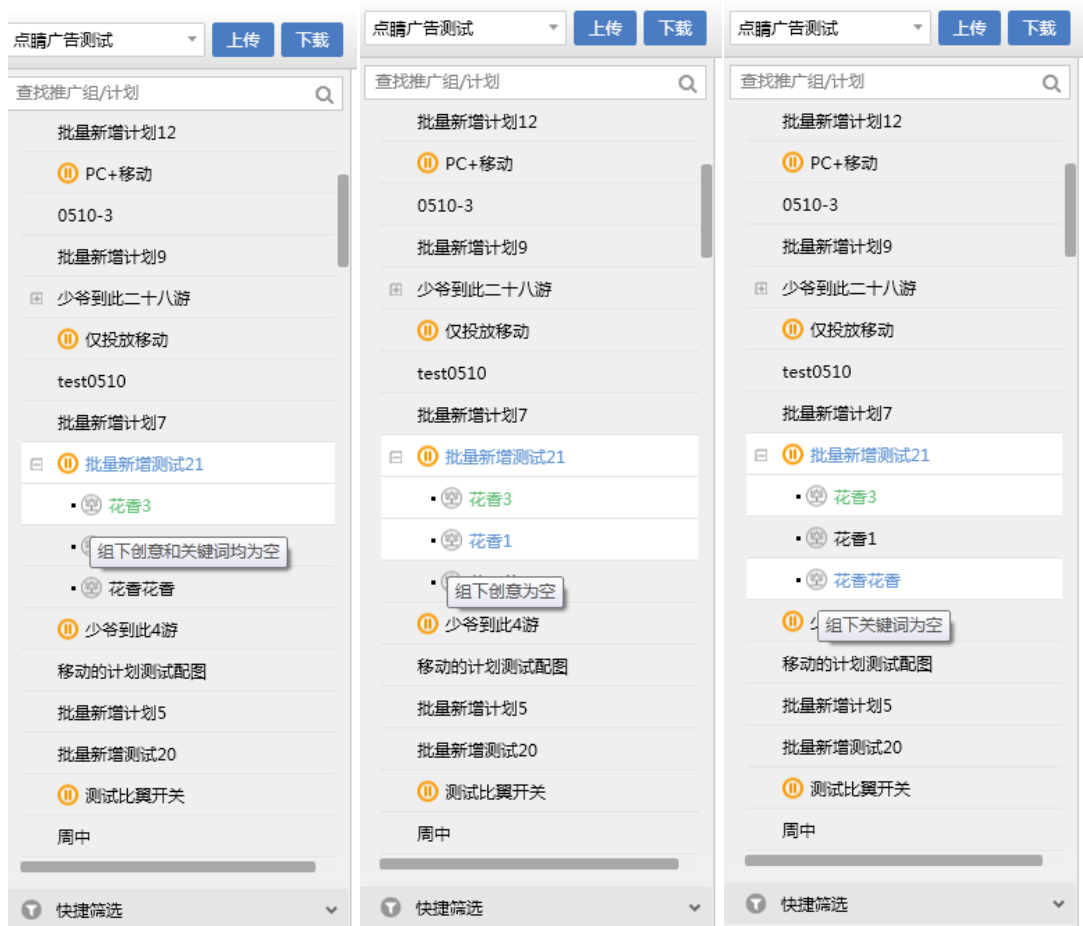 点睛广告测试
上传
下载
查找推广组/计划
批量新增计划12
PC+移动
0510-3
批量新增计划9
少爷到此二十八游
仅投放移动
test0510
批量新增计划7
批量新增测试21
空 花香3
组下创意和关键词均为空
空 花香花香
少爷到此4游
移动的计划测试配图
批量新增计划5
批量新增测试20
测试比翼开关
周中
快捷筛选
点睛广告测试
上传
下载
查找推广组/计划
批量新增计划12
PC+移动
0510-3
批量新增计划9
少爷到此二十八游
仅投放移动
test0510
批量新增计划7
批量新增测试21
空 花香3
空 花香1
组下创意为空
少爷到此4游
移动的计划测试配图
批量新增计划5
批量新增测试20
测试比翼开关
周中
快捷筛选
点睛广告测试
上传
下载
查找推广组/计划
批量新增计划12
PC+移动
0510-3
批量新增计划9
少爷到此二十八游
仅投放移动
test0510
批量新增计划7
批量新增测试21
空 花香3
空 花香1
空 花香花香
组下关键词为空
移动的计划测试配图
批量新增计划5
批量新增测试20
测试比翼开关
周中
快捷筛选